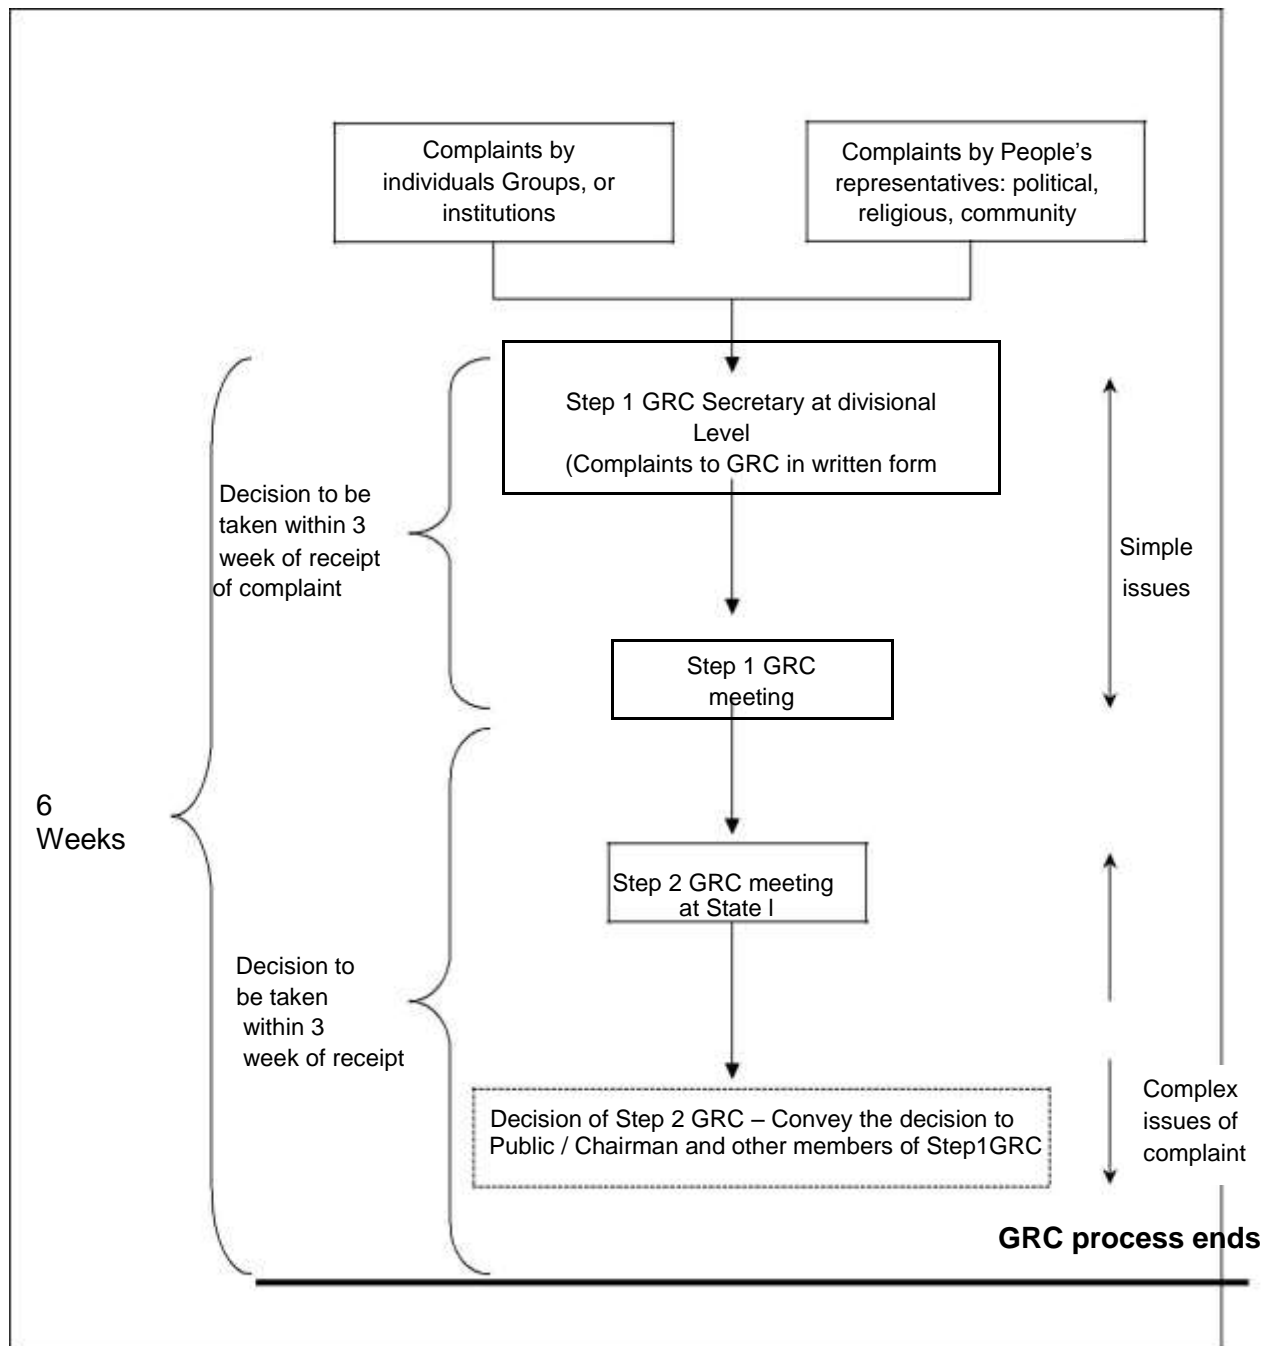 Complaints by
individuals Groups, or
institutions
Complaints by People’s
representatives: political,
religious, community
Step 1 GRC Secretary at divisional
Level
(Complaints to GRC in written form
Decision to be
taken within 3
week of receipt
of complaint
Simple
issues
Step 1 GRC
meeting
6
Weeks
Step 2 GRC meeting
at State l
Decision to
be taken
within 3
week of receipt
Decision of Step 2 GRC – Convey the decision to
Public / Chairman and other members of Step1GRC
Complex
issues of
complaint
GRC process ends